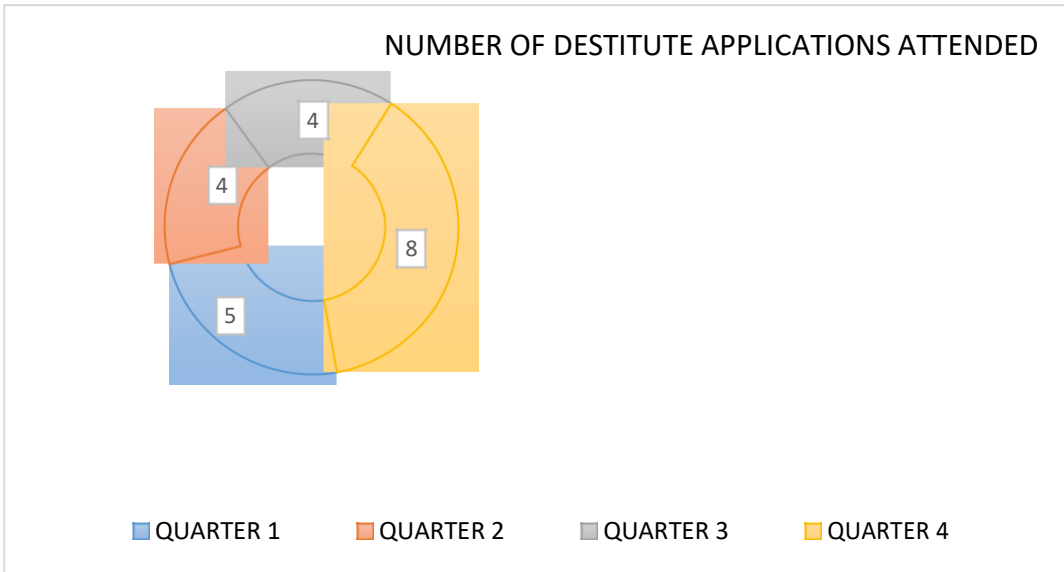 NUMBER OF DESTITUTE APPLICATIONS ATTENDED
4
4
8
5
QUARTER 1 QUARTER 2 QUARTER 3 QUARTER 4